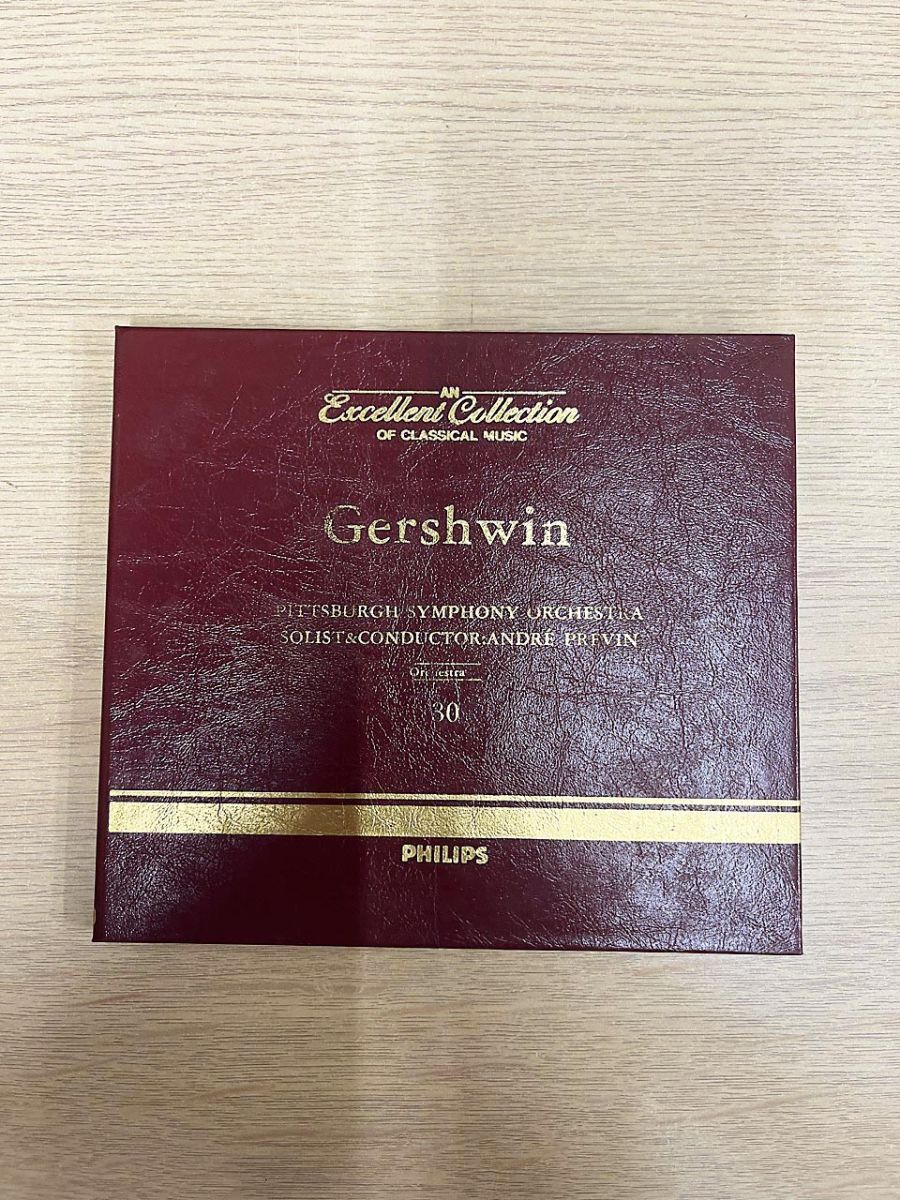 AN
Excellent Collection
OF CLASSICAL MUSIC
Gershwin
PITTSBURGH SYMPHONY ORCHESTRA
SOLIST&CONDUCTOR:ANDRÉ PREVIN
Orchestra
30
PHILIPS